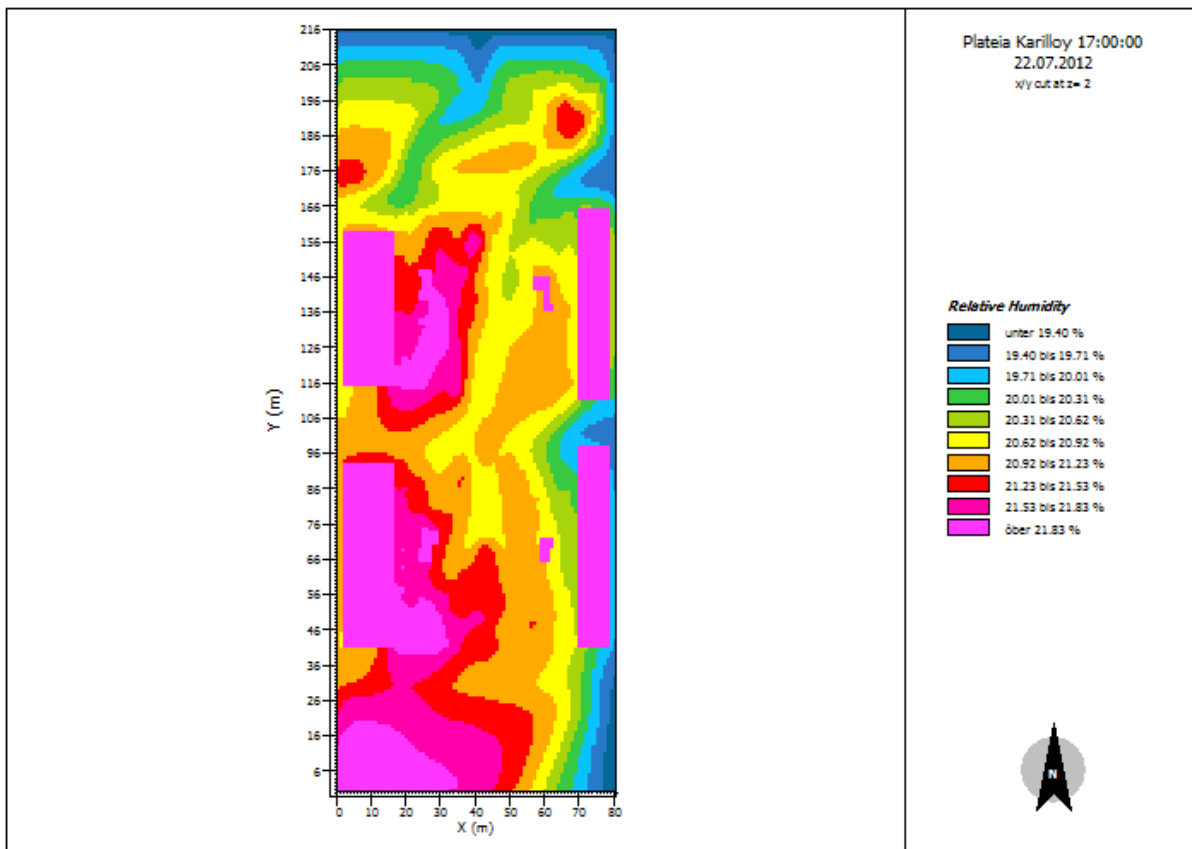 Plateia Karilloy 17:00:00
22.07.2012
x/y cut at z= 2
216
206
196
186
176
166
156
146
136
126
116
106
96
86
76
66
56
46
36
26
16
6
Y (m)
0 10 20 30 40 50 60 70 80
X (m)
Relative Humidity
unter 19.40 %
19.40 bis 19.71 %
19.71 bis 20.01 %
20.01 bis 20.31 %
20.31 bis 20.62 %
20.62 bis 20.92 %
20.92 bis 21.23 %
21.23 bis 21.53 %
21.53 bis 21.83 %
öber 21.83 %
N